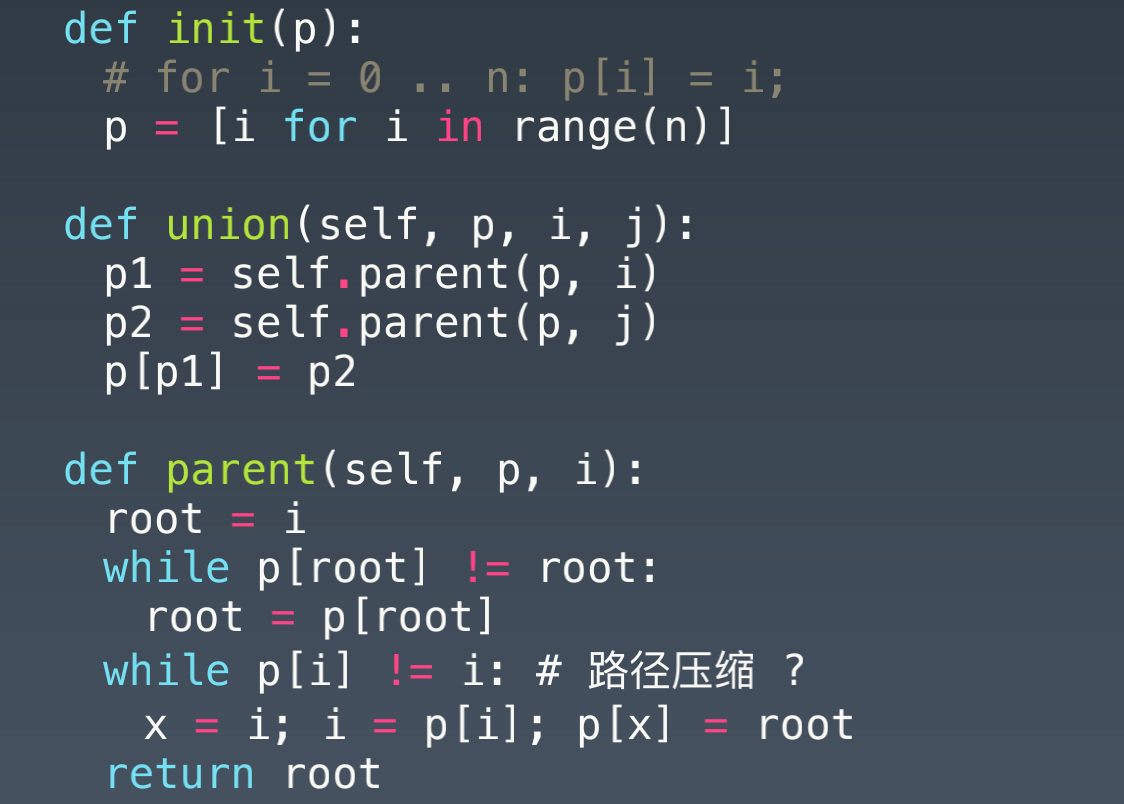 def init(p):
# for i = 0 .. n: p[i] = i;
p = [i for i in range(n)]
def union(self, p, i, j):
p1 = self.parent(p, i)
p2 = self.parent(p, j)
p[p1] = p2
def parent(self, p, i):
root = i
while p[root] != root:
root = p[root]
while p[i] != i: # 路径压缩 ?
x = i; i = p[i]; p[x] = root
return root